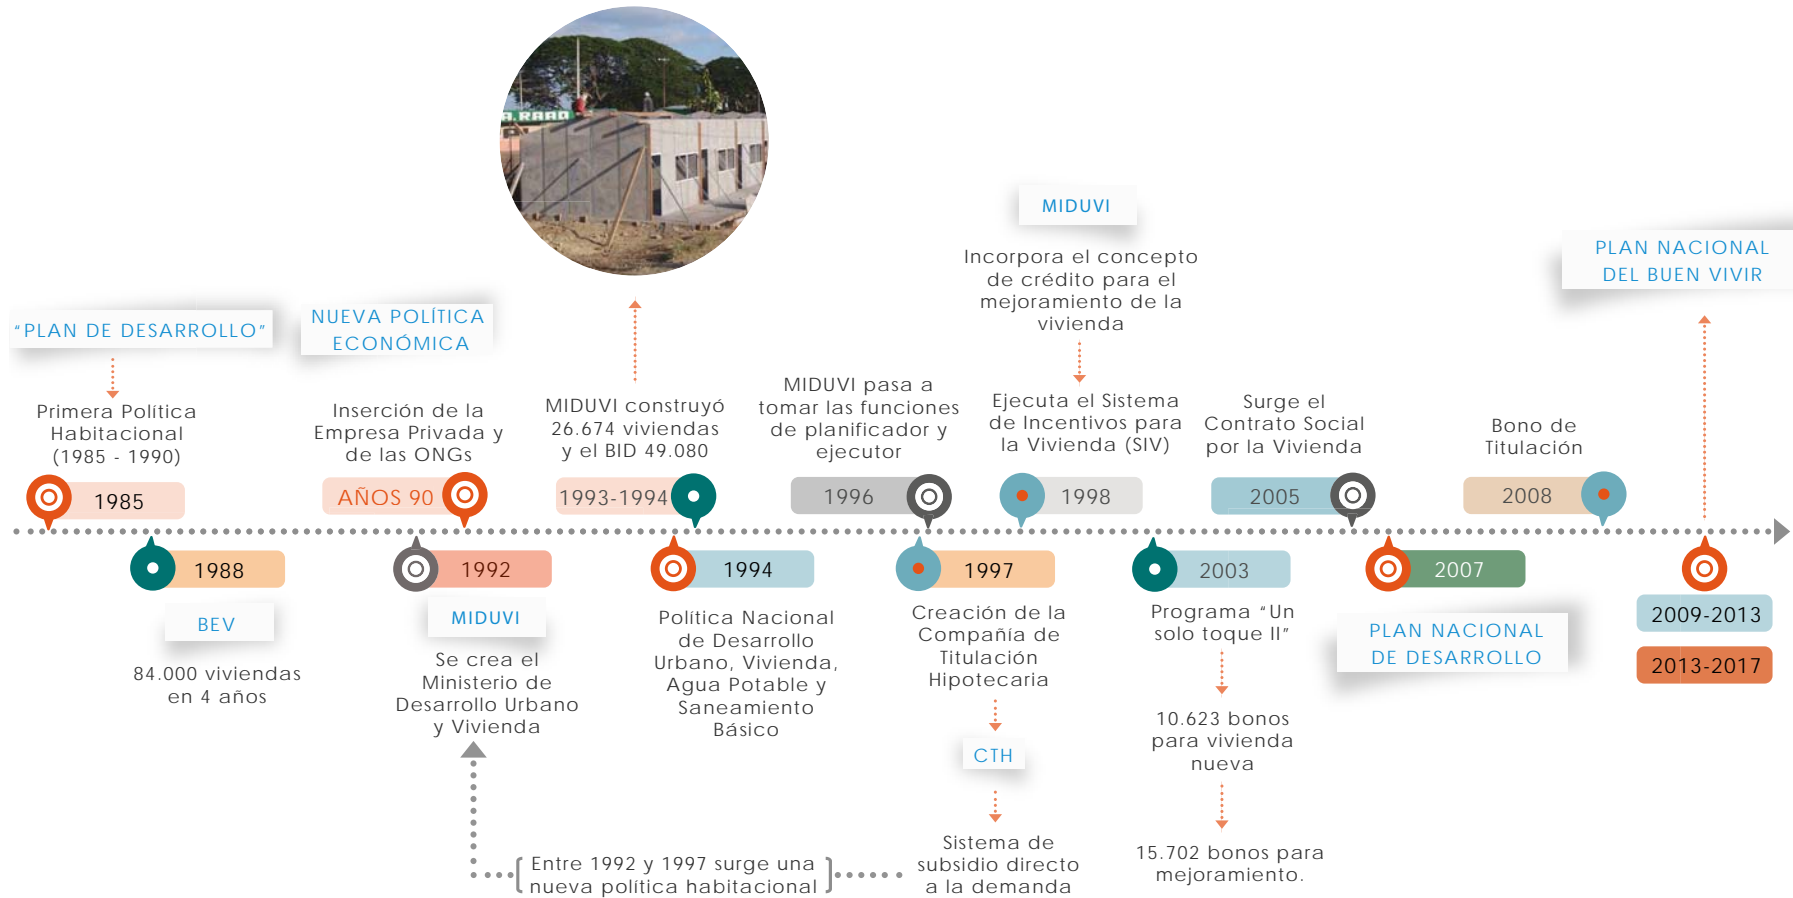 A. RAAD
MIDUVI
Incorpora el concepto
de crédito para el
mejoramiento de la
vivienda
PLAN NACIONAL
DEL BUEN VIVIR
"PLAN DE DESARROLLO"
NUEVA POLÍTICA
ECONÓMICA
Primera Política
Habitacional
(1985 - 1990)
Inserción de la
Empresa Privada y
de las ONGs
MIDUVI construyó
26.674 viviendas
y el BID 49.080
MIDUVI pasa a
tomar las funciones
de planificador y
ejecutor
Ejecuta el Sistema
de Incentivos para
la Vivienda (SIV)
Surge el
Contrato Social
por la Vivienda
Bono de
Titulación
1985
AÑOS 90
1993-1994
1996
1998
2005
2008
1988
1992
1994
1997
2003
2007
2009-2013
2013-2017
BEV
84.000 viviendas
en 4 años
MIDUVI
Se crea el
Ministerio de
Desarrollo Urbano
y Vivienda
Política Nacional
de Desarrollo
Urbano, Vivienda,
Agua Potable y
Saneamiento
Básico
Creación de la
Compañía de
Titulación
Hipotecaria
CTH
Sistema de
subsidio directo
a la demanda
Programa "Un
solo toque II"
10.623 bonos
para vivienda
nueva
15.702 bonos para
mejoramiento.
PLAN NACIONAL
DE DESARROLLO
Entre 1992 y 1997 surge una
nueva política habitacional